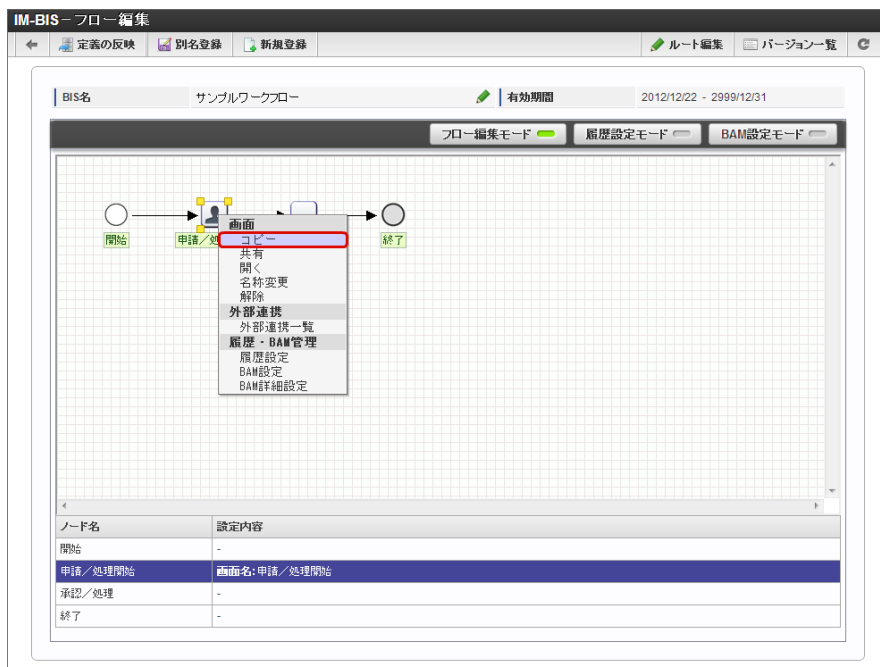 IM-BIS－フロー編集
定義の反映 別名登録 新規登録 ルート編集 バージョン一覧
BIS名 サンプルワークフロー 有効期間 2012/12/22 - 2999/12/31
フロー編集モード 履歴設定モード BAM設定モード
開始 申請／処 終了
画面
コピー
共有
開く
名称変更
解除
外部連携
外部連携一覧
履歴・BAM管理
履歴設定
BAM設定
BAM詳細設定
ノード名 設定内容
開始 -
申請／処理開始 画面名:申請／処理開始
承認／処理 -
終了 -